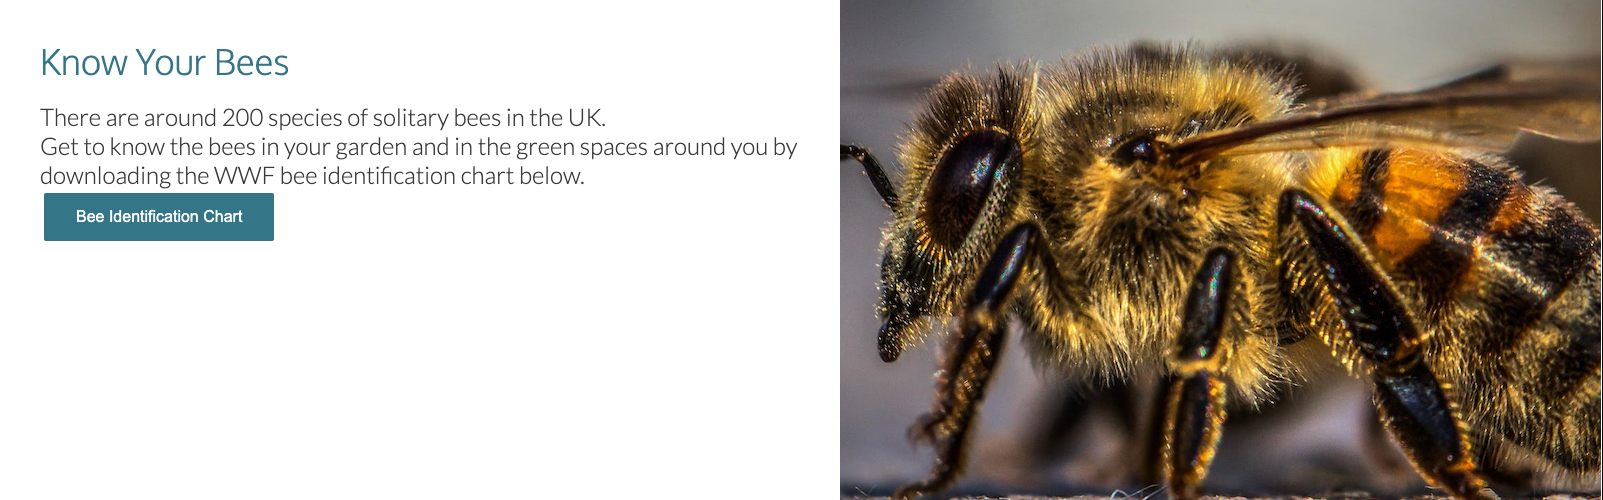 Know Your Bees
There are around 200 species of solitary bees in the UK.
Get to know the bees in your garden and in the green spaces around you by
downloading the WWF bee identification chart below.
Bee Identification Chart